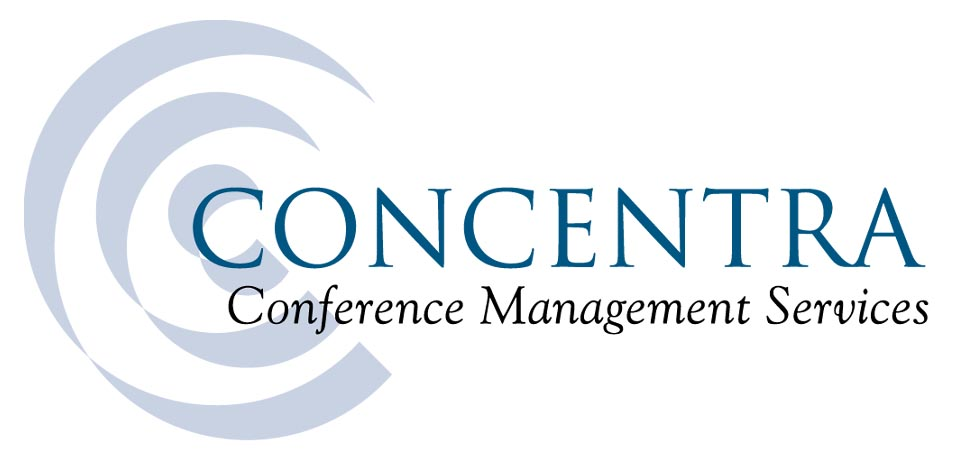 CONCENTRA
Conference Management Services